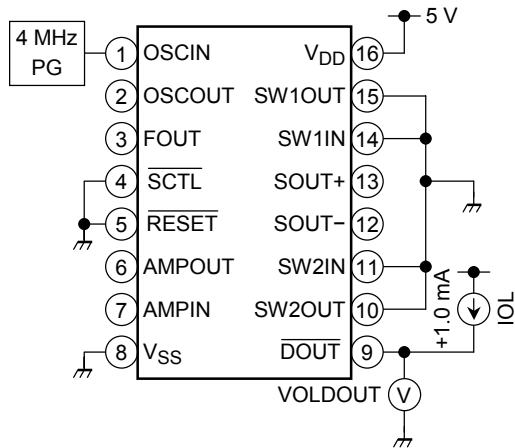 4 MHz
PG
5 V
1 OSCIN
VDD 16
2 OSCOUT
SW1OUT 15
3 FOUT
SW1IN 14
4 SCTL
SOUT+ 13
5 RESET
SOUT− 12
6 AMPOUT
SW2IN 11
7 AMPIN
SW2OUT 10
8 VSS
DOUT 9
+1.0 mA
IOL
VOLDOUT
V